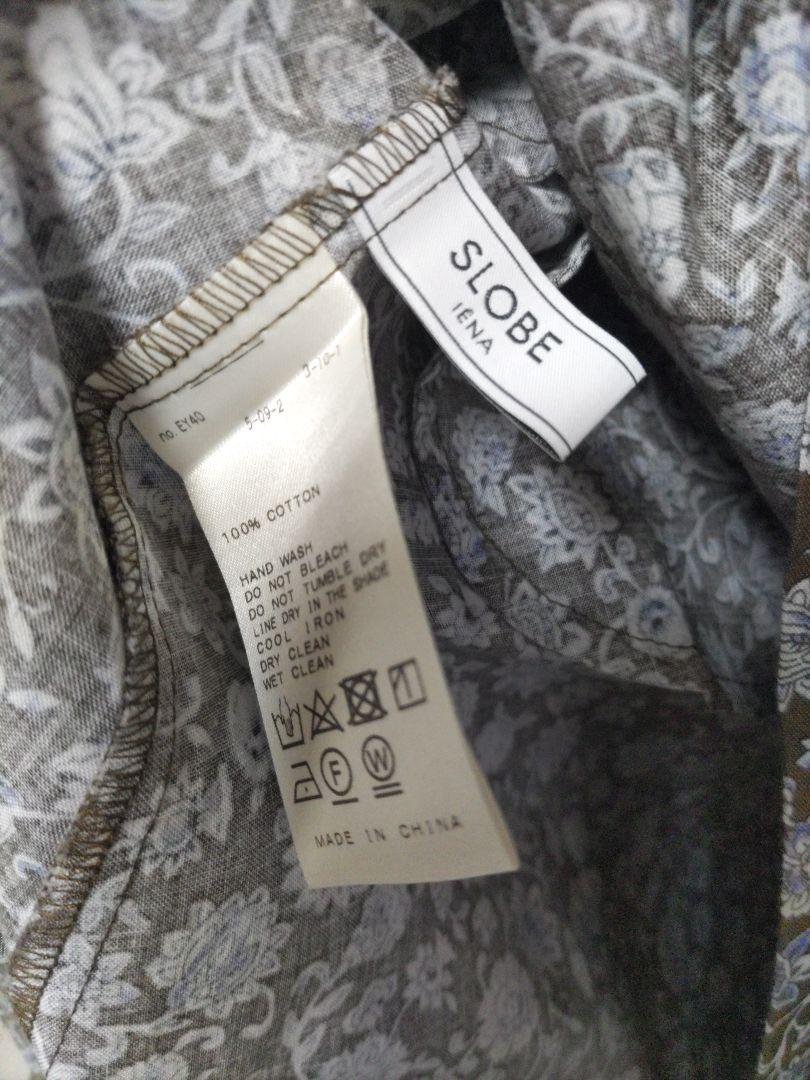 SLOBE
IÉNA
no. EY40
5-09-2
3-10-1
100% COTTON
HAND WASH
DO NOT BLEACH
DO NOT TUMBLE DRY
LINE DRY IN THE SHADE
COOL IRON
DRY CLEAN
WET CLEAN
F
W
MADE IN CHINA